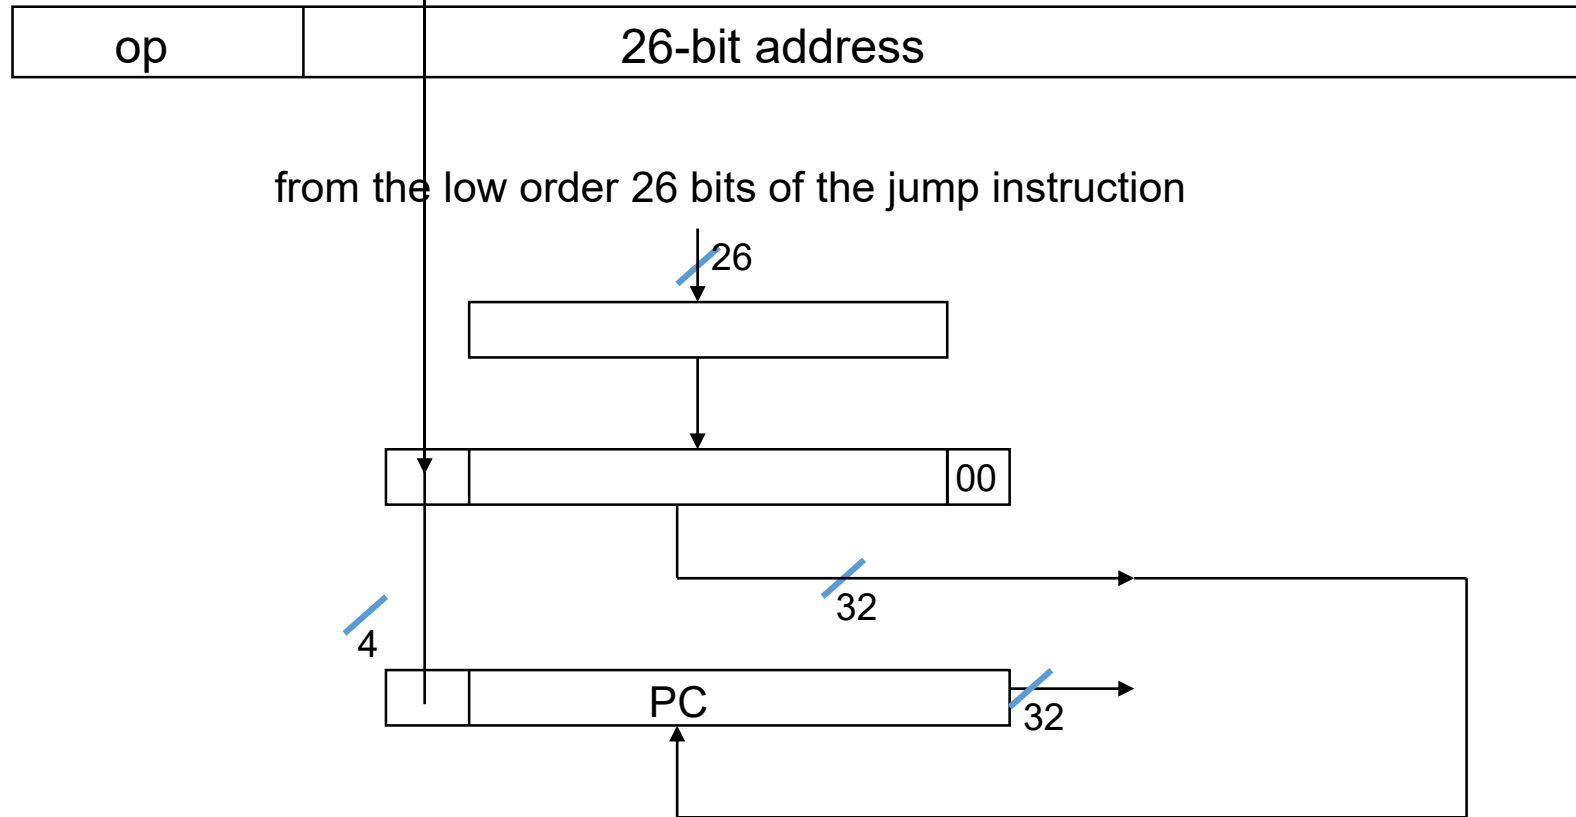 op 26-bit address
from the low order 26 bits of the jump instruction
26
00
32
4
PC
32